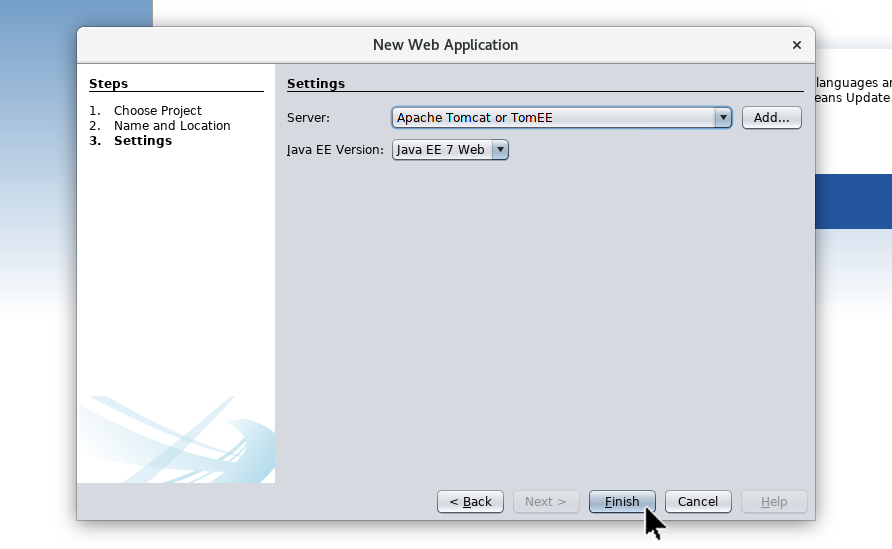 New Web Application
×
Steps
1. Choose Project
2. Name and Location
3. Settings
Settings
Server: Apache Tomcat or TomEE Add...
Java EE Version: Java EE 7 Web
languages
eans Update
< Back Next > Finish Cancel Help